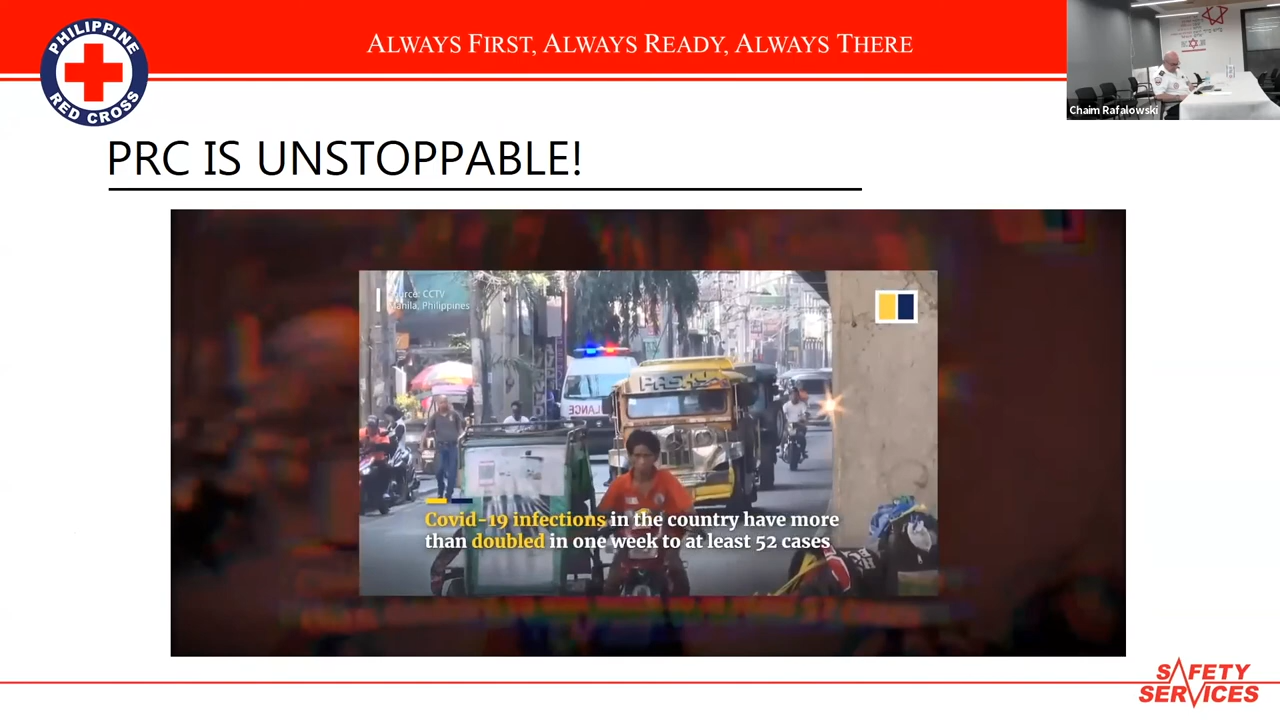 ALWAYS FIRST, ALWAYS READY, ALWAYS THERE
PHILIPPINE
RED CROSS
Chaim Rafalowski
PRC IS UNSTOPPABLE!
CCTV
Manila, Philippines
Covid-19 infections in the country have more
than doubled in one week to at least 52 cases
SAFETY
SERVICES